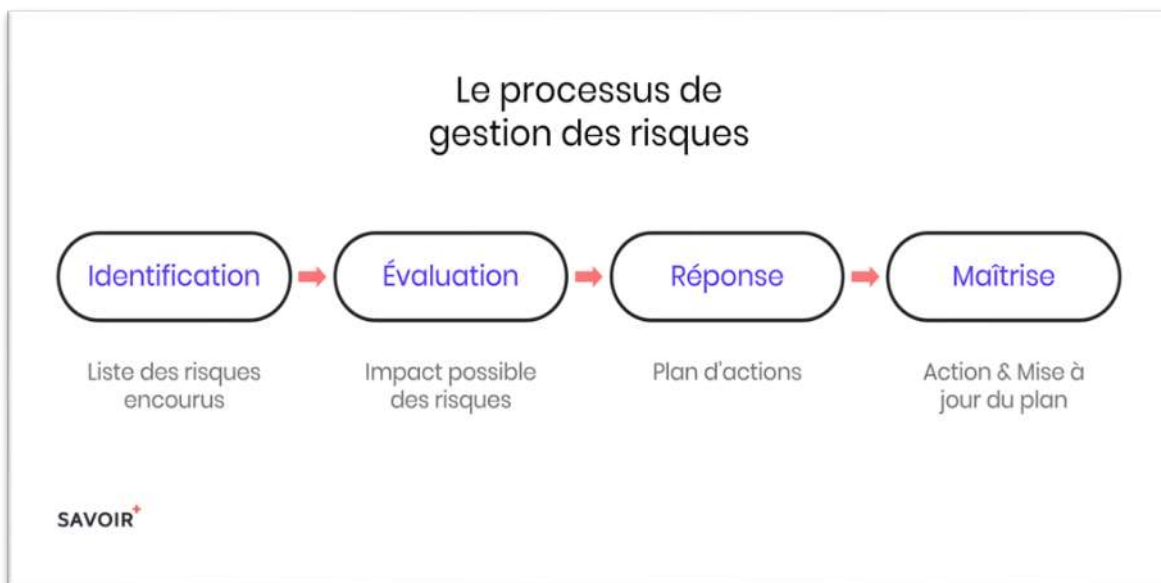 Le processus de
gestion des risques
Identification
Évaluation
Réponse
Maîtrise
Liste des risques
encourus
Impact possible
des risques
Plan d'actions
Action & Mise à
jour du plan
SAVOIR+